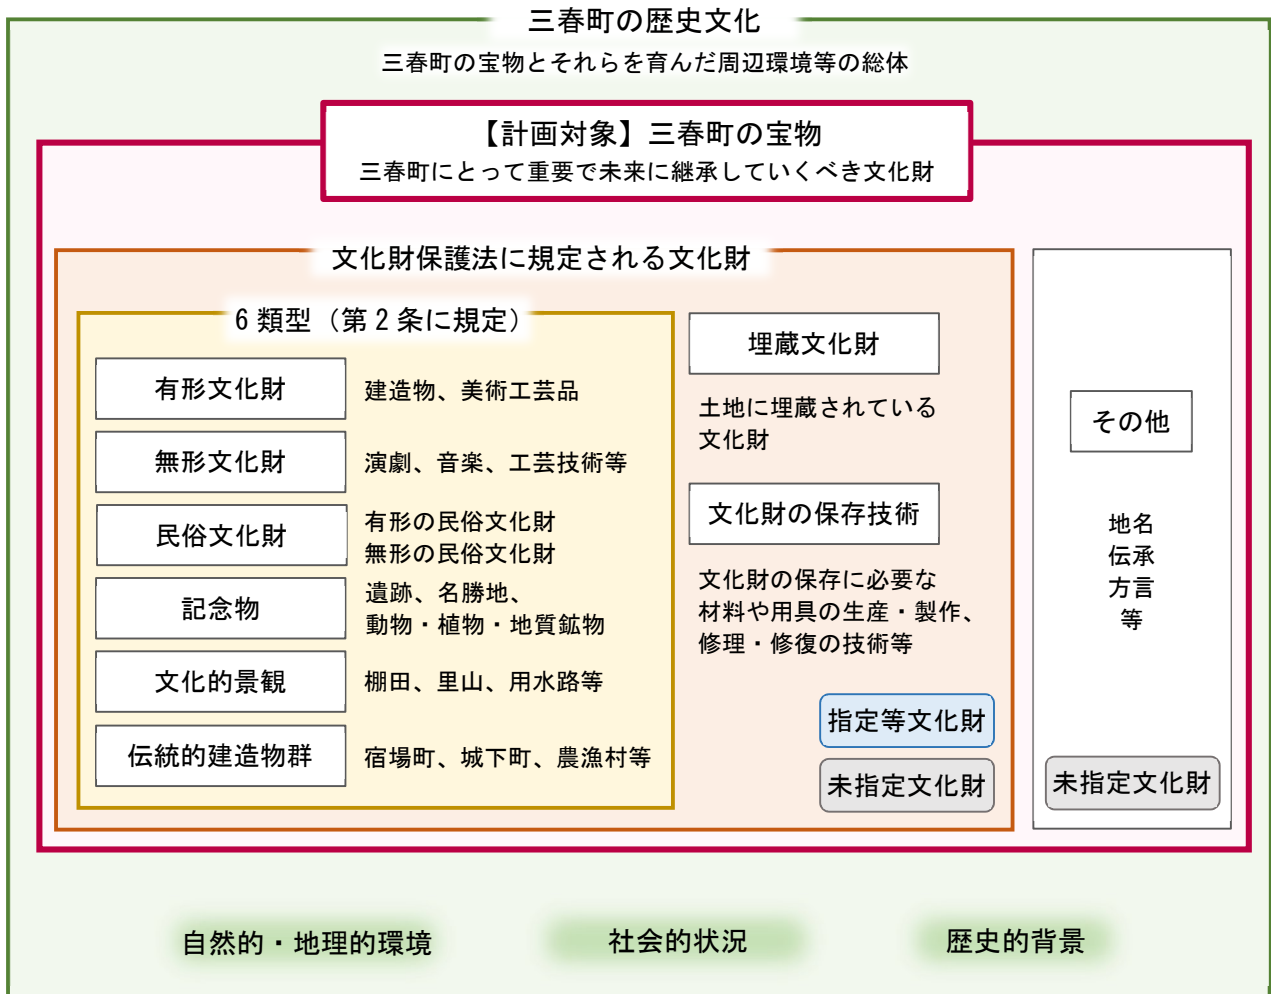 三春町の歴史文化
三春町の宝物とそれらを育んだ周辺環境等の総体
【計画対象】三春町の宝物
三春町にとって重要で未来に継承していくべき文化財
文化財保護法に規定される文化財
6類型（第2条に規定）
有形文化財
建造物、美術工芸品
無形文化財
演劇、音楽、工芸技術等
民俗文化財
有形の民俗文化財
無形の民俗文化財
記念物
遺跡、名勝地、
動物・植物・地質鉱物
文化的景観
棚田、里山、用水路等
伝統的建造物群
宿場町、城下町、農漁村等
埋蔵文化財
土地に埋蔵されている
文化財
文化財の保存技術
文化財の保存に必要な
材料や用具の生産・製作、
修理・修復の技術等
指定等文化財
未指定文化財
その他
地名
伝承
方言
等
未指定文化財
自然的・地理的環境
社会的状況
歴史的背景